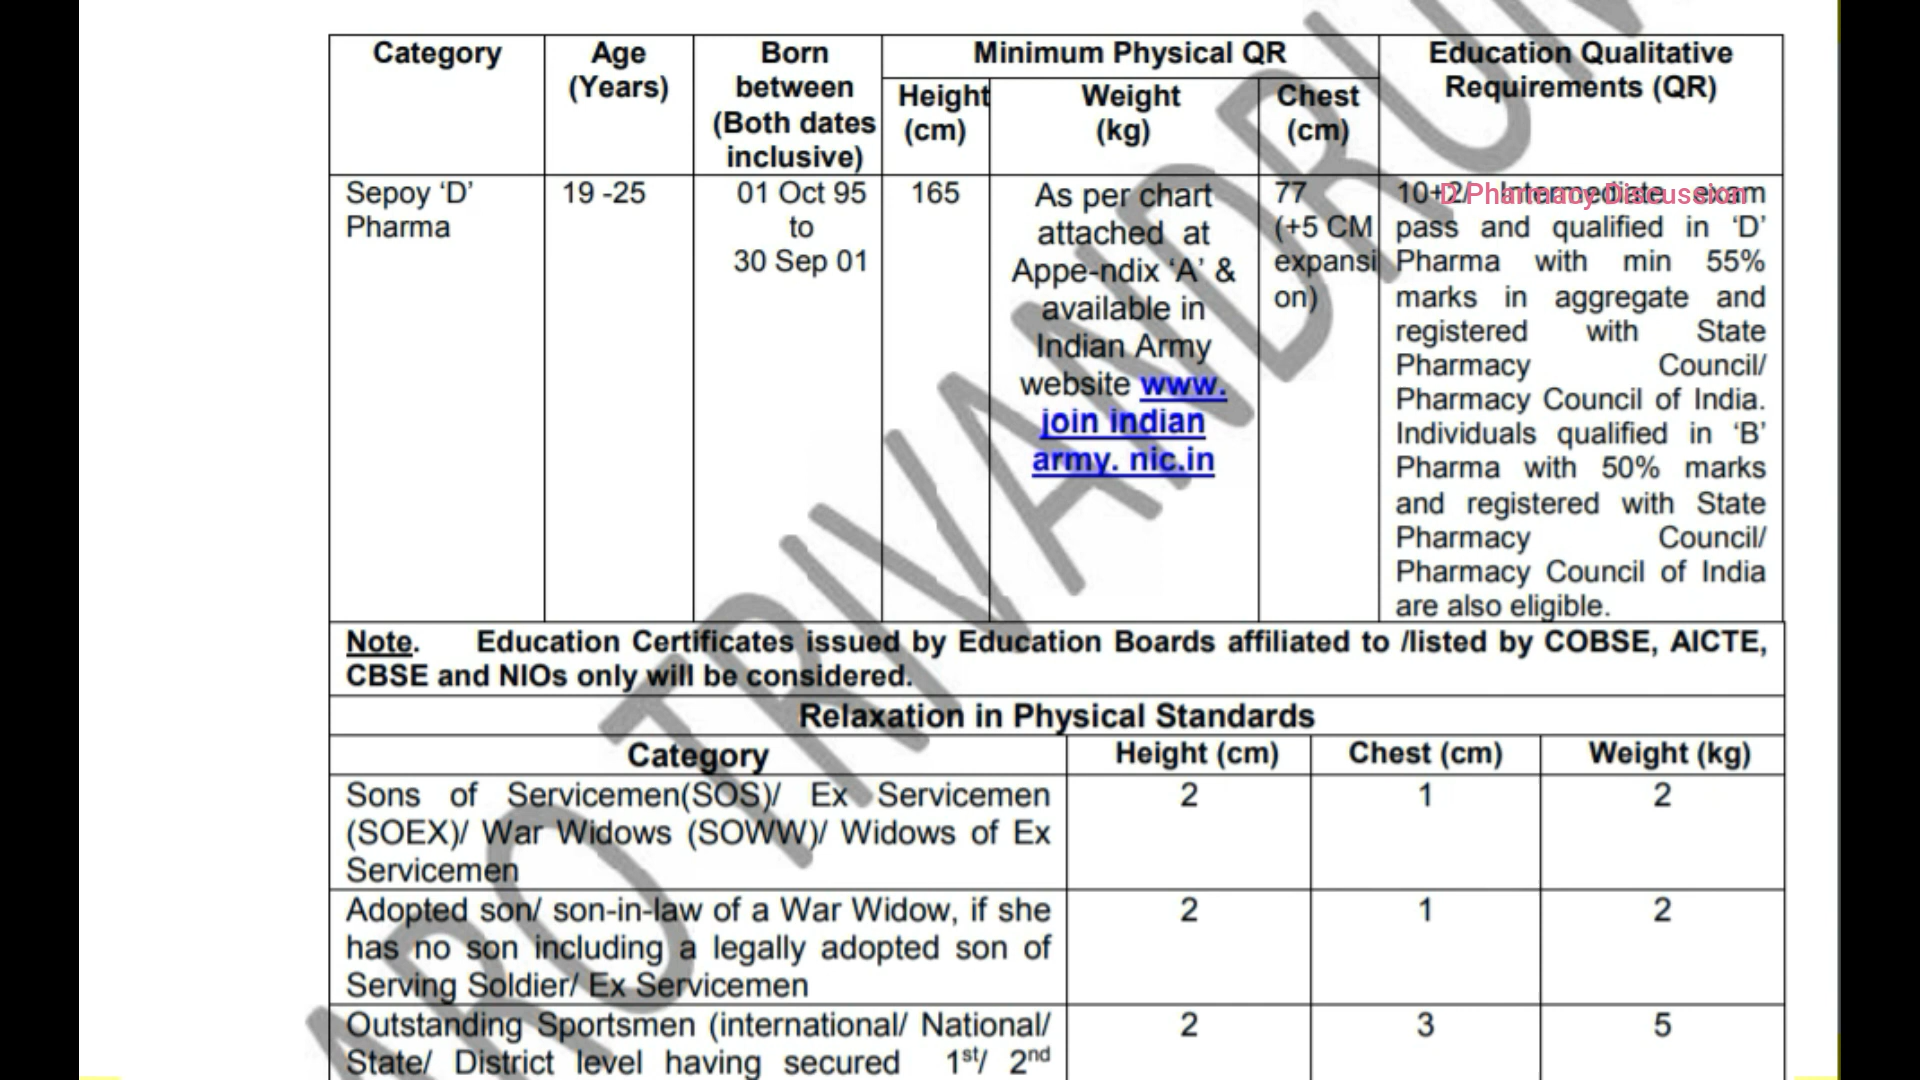 Category
Age
(Years)
Born
between
(Both dates
inclusive)
Minimum Physical QR
Height
(cm)
Weight
(kg)
Chest
(cm)
Education Qualitative
Requirements (QR)
Sepoy ‘D’
Pharma
19 -25
01 Oct 95
to
30 Sep 01
165
As per chart
attached at
Appe-ndix ‘A’ &
available in
Indian Army
website www.
join indian
army. nic.in
77
(+5 CM
expansi
on)
10+2/ Intermediate exam
pass and qualified in ‘D’
Pharma with min 55%
marks in aggregate and
registered with State
Pharmacy Council/
Pharmacy Council of India.
Individuals qualified in ‘B’
Pharma with 50% marks
and registered with State
Pharmacy Council/
Pharmacy Council of India
are also eligible.
D Pharmacy Discussion
Note. Education Certificates issued by Education Boards affiliated to /listed by COBSE, AICTE,
CBSE and NIOs only will be considered.
Relaxation in Physical Standards
Category Height (cm) Chest (cm) Weight (kg)
Sons of Servicemen(SOS)/ Ex Servicemen 2 1 2
(SOEX)/ War Widows (SOWW)/ Widows of Ex
Servicemen
Adopted son/ son-in-law of a War Widow, if she 2 1 2
has no son including a legally adopted son of
Serving Soldier/ Ex Servicemen
Outstanding Sportsmen (international/ National/ 2 3 5
State/ District level having secured 1st/ 2nd
ARO TRIVANDRUM